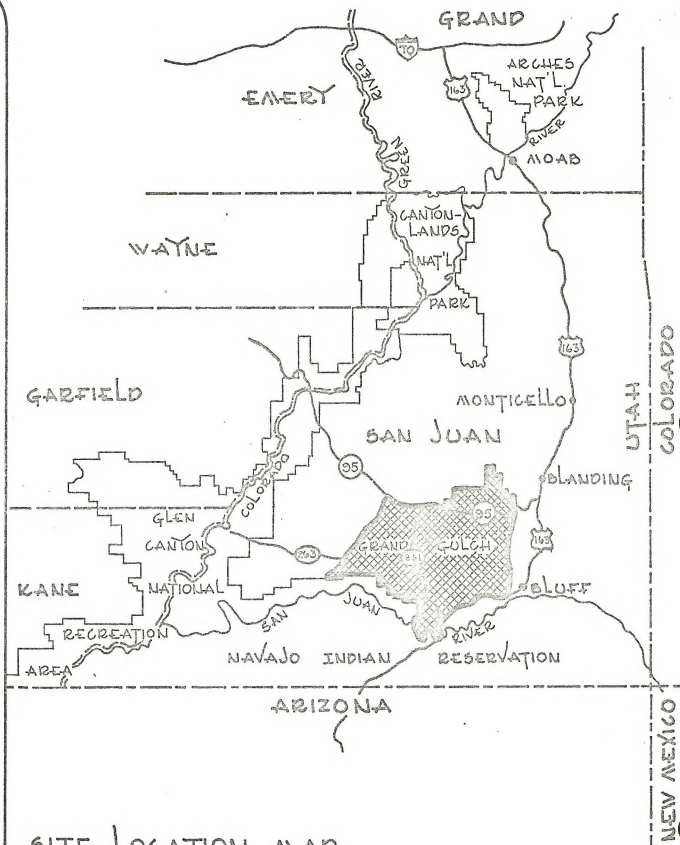 GRAND
70
ARCHES
NAT'L.
PARK
163
EMERY
RIVER
GREEN
RIVER
MOAB
CANYON-
LANDS
NAT'L
PARK
WAYNE
163
GARFIELD
MONTICELLO
UTAH
COLORADO
SAN JUAN
95
BLANDING
COLORADO
95
GLEN
CANYON
NATIONAL
RECREATION
AREA
263
GRAND GULCH
261
163
KANE
BLUFF
SAN JUAN RIVER
NAVAJO INDIAN RESERVATION
ARIZONA
NEW MEXICO
SITE LOCATION MAP